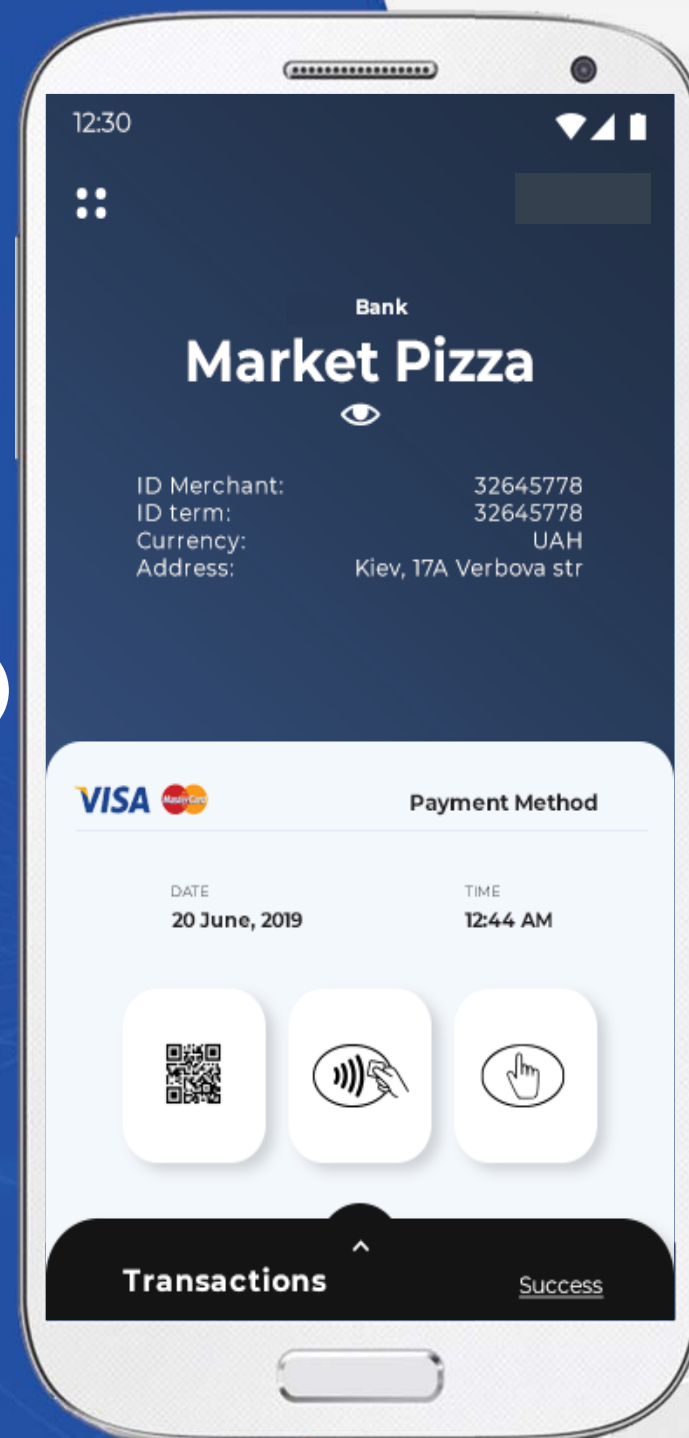 12:30
Bank
Market Pizza
ID Merchant: 32645778
ID term: 32645778
Currency: UAH
Address: Kiev, 17A Verbova str
VISA MasterCard Payment Method
DATE TIME
20 June, 2019 12:44 AM
Transactions Success